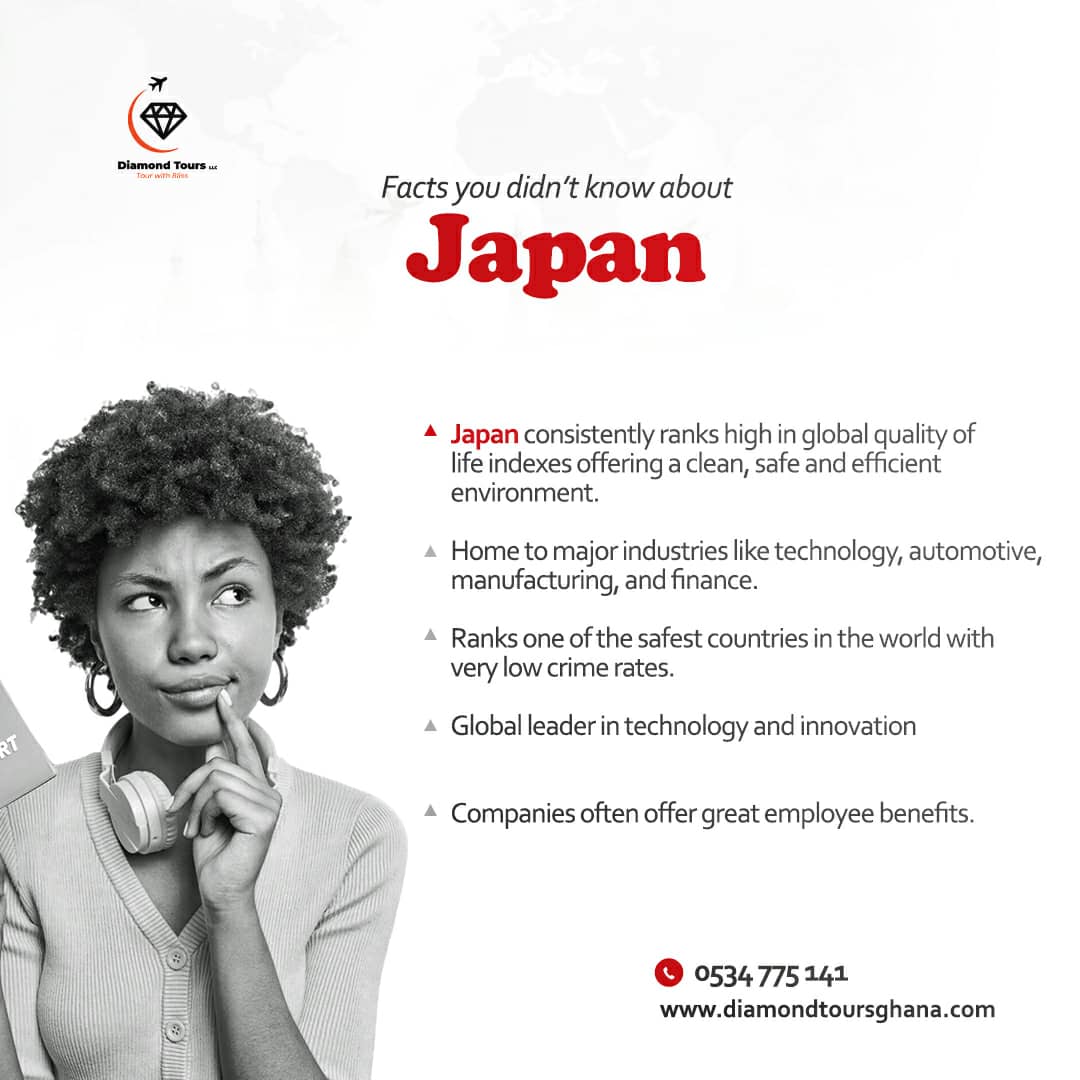 Diamond Tours LLC
Tour with Bliss
Facts you didn't know about
Japan
Japan consistently ranks high in global quality of
life indexes offering a clean, safe and efficient
environment.
Home to major industries like technology, automotive,
manufacturing, and finance.
Ranks one of the safest countries in the world with
very low crime rates.
Global leader in technology and innovation
RT
Companies often offer great employee benefits.
0534 775 141
www.diamondtoursghana.com